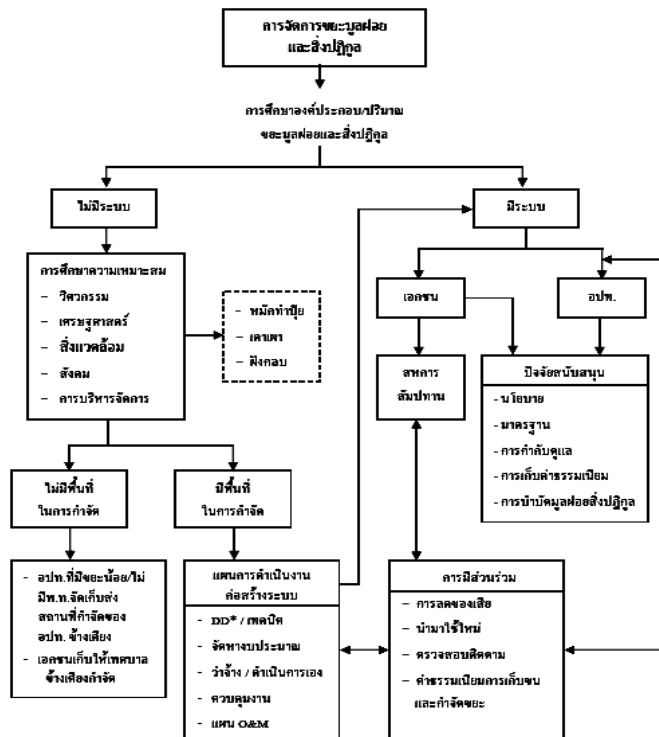 การจัดการขยะมูลฝอย
และสิ่งปฏิกูล
การศึกษาองค์ประกอบ/ปริมาณ
ขยะมูลฝอยและสิ่งปฏิกูล
ไม่มีระบบ
มีระบบ
การศึกษาความเหมาะสม
- วิศวกรรม
- เศรษฐศาสตร์
- สิ่งแวดล้อม
- สังคม
- การบริหารจัดการ
- หมักทำปุ๋ย
- เตาเผา
- ฝังกลบ
เอกชน
อปท.
สหการ
สัมปทาน
ปัจจัยสนับสนุน
- นโยบาย
- มาตรฐาน
- การกำกับดูแล
- การเก็บค่าธรรมเนียม
- การบำบัดมูลฝอยสิ่งปฏิกูล
ไม่มีพื้นที่
ในการกำจัด
มีพื้นที่
ในการกำจัด
- อปท.ที่มีขยะน้อย/ไม่
มีพ.ท.จัดเก็บส่ง
สถานที่กำจัดของ
อปท. ข้างเคียง
- เอกชนเก็บให้เทศบาล
ข้างเคียงกำจัด
แผนการดำเนินงาน
ก่อสร้างระบบ
- DD* / เทคนิค
- จัดหางบประมาณ
- ว่าจ้าง / ดำเนินการเอง
- ควบคุมงาน
- แผน O&M
การมีส่วนร่วม
- การลดของเสีย
- นำมาใช้ใหม่
- ตรวจสอบติดตาม
- ค่าธรรมเนียมการเก็บขน
และกำจัดขยะ